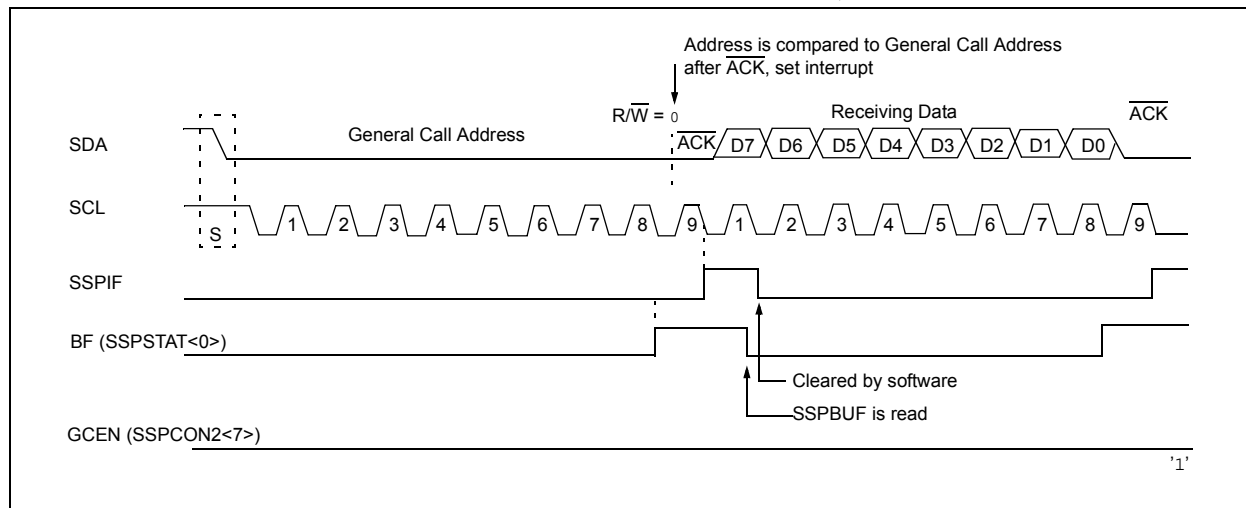 Address is compared to General Call Address
after ACK, set interrupt
R/W = 0
Receiving Data
ACK
SDA
General Call Address
ACK
D7 D6 D5 D4 D3 D2 D1 D0
SCL
S
1 2 3 4 5 6 7 8 9 1 2 3 4 5 6 7 8 9
SSPIF
BF (SSPSTAT<0>)
Cleared by software
SSPBUF is read
GCEN (SSPCON2<7>)
'1'